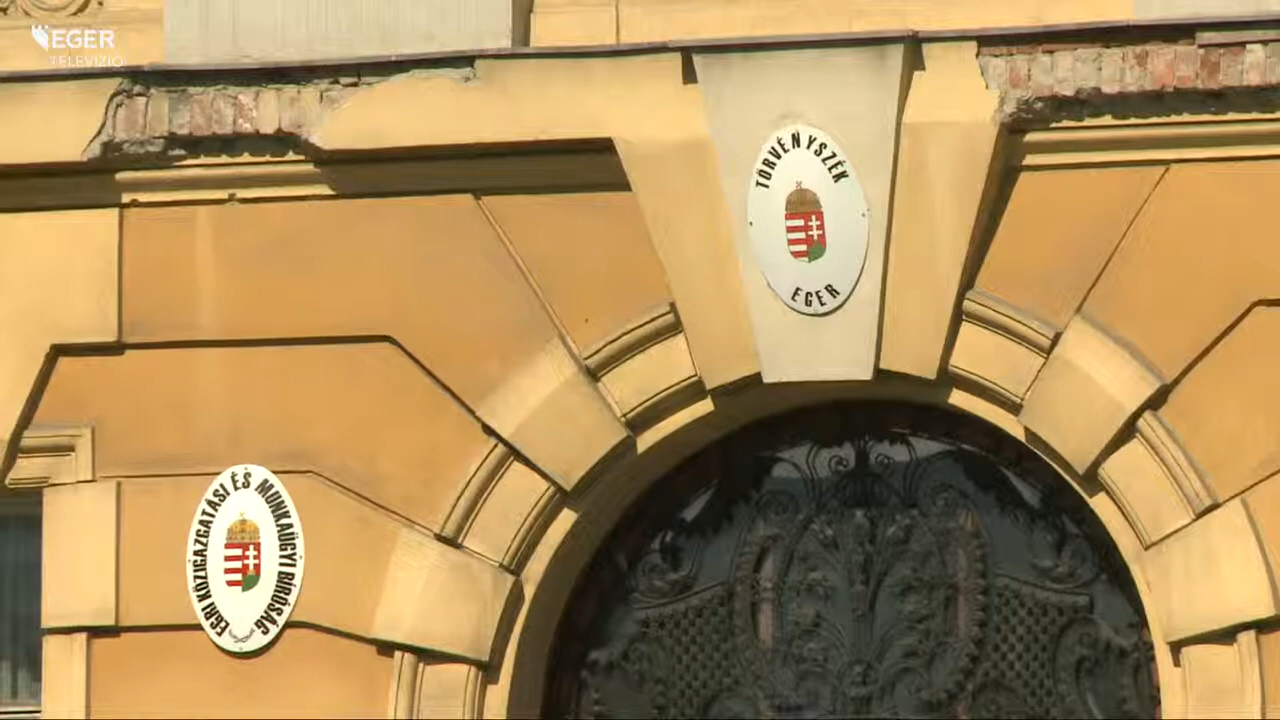 EGER
TELEVÍZIÓ
TÖRVÉNYSZÉK
EGER
EGRI KÖZIGAZGATÁSI ÉS MUNKAÜGYI BÍRÓSÁG